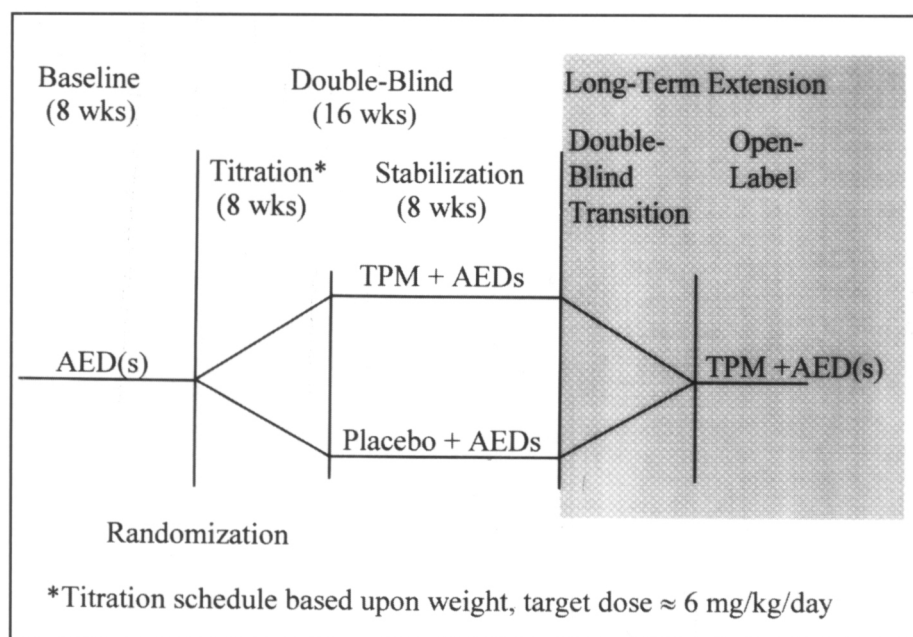 Baseline
(8 wks)
Double-Blind
(16 wks)
Long-Term Extension
Titration*
(8 wks)
Stabilization
(8 wks)
Double-
Blind
Transition
Open-
Label
TPM + AEDs
AED(s)
TPM +AED(s)
Placebo + AEDs
Randomization
*Titration schedule based upon weight, target dose ≈ 6 mg/kg/day